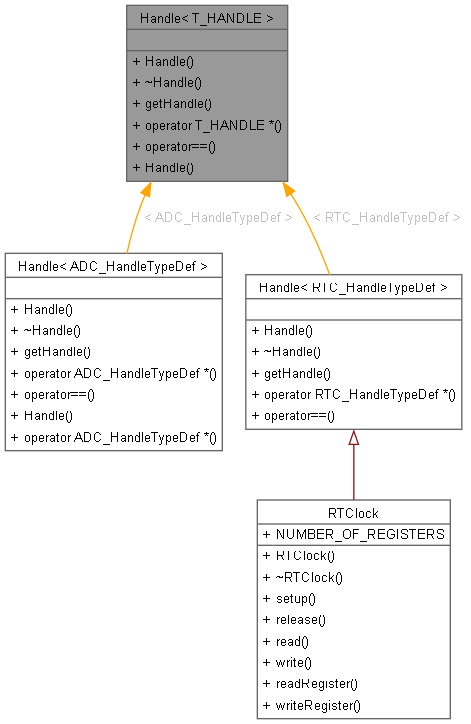 Handle< T_HANDLE >
+ Handle()
+ ~Handle()
+ getHandle()
+ operator T_HANDLE *()
+ operator==()
+ Handle()
< ADC_HandleTypeDef >
< RTC_HandleTypeDef >
Handle< ADC_HandleTypeDef >
+ Handle()
+ ~Handle()
+ getHandle()
+ operator ADC_HandleTypeDef *()
+ operator==()
+ Handle()
+ operator ADC_HandleTypeDef *()
Handle< RTC_HandleTypeDef >
+ Handle()
+ ~Handle()
+ getHandle()
+ operator RTC_HandleTypeDef *()
+ operator==()
RTClock
+ NUMBER_OF_REGISTERS
+ RTClock()
+ ~RTClock()
+ setup()
+ release()
+ read()
+ write()
+ readRegister()
+ writeRegister()